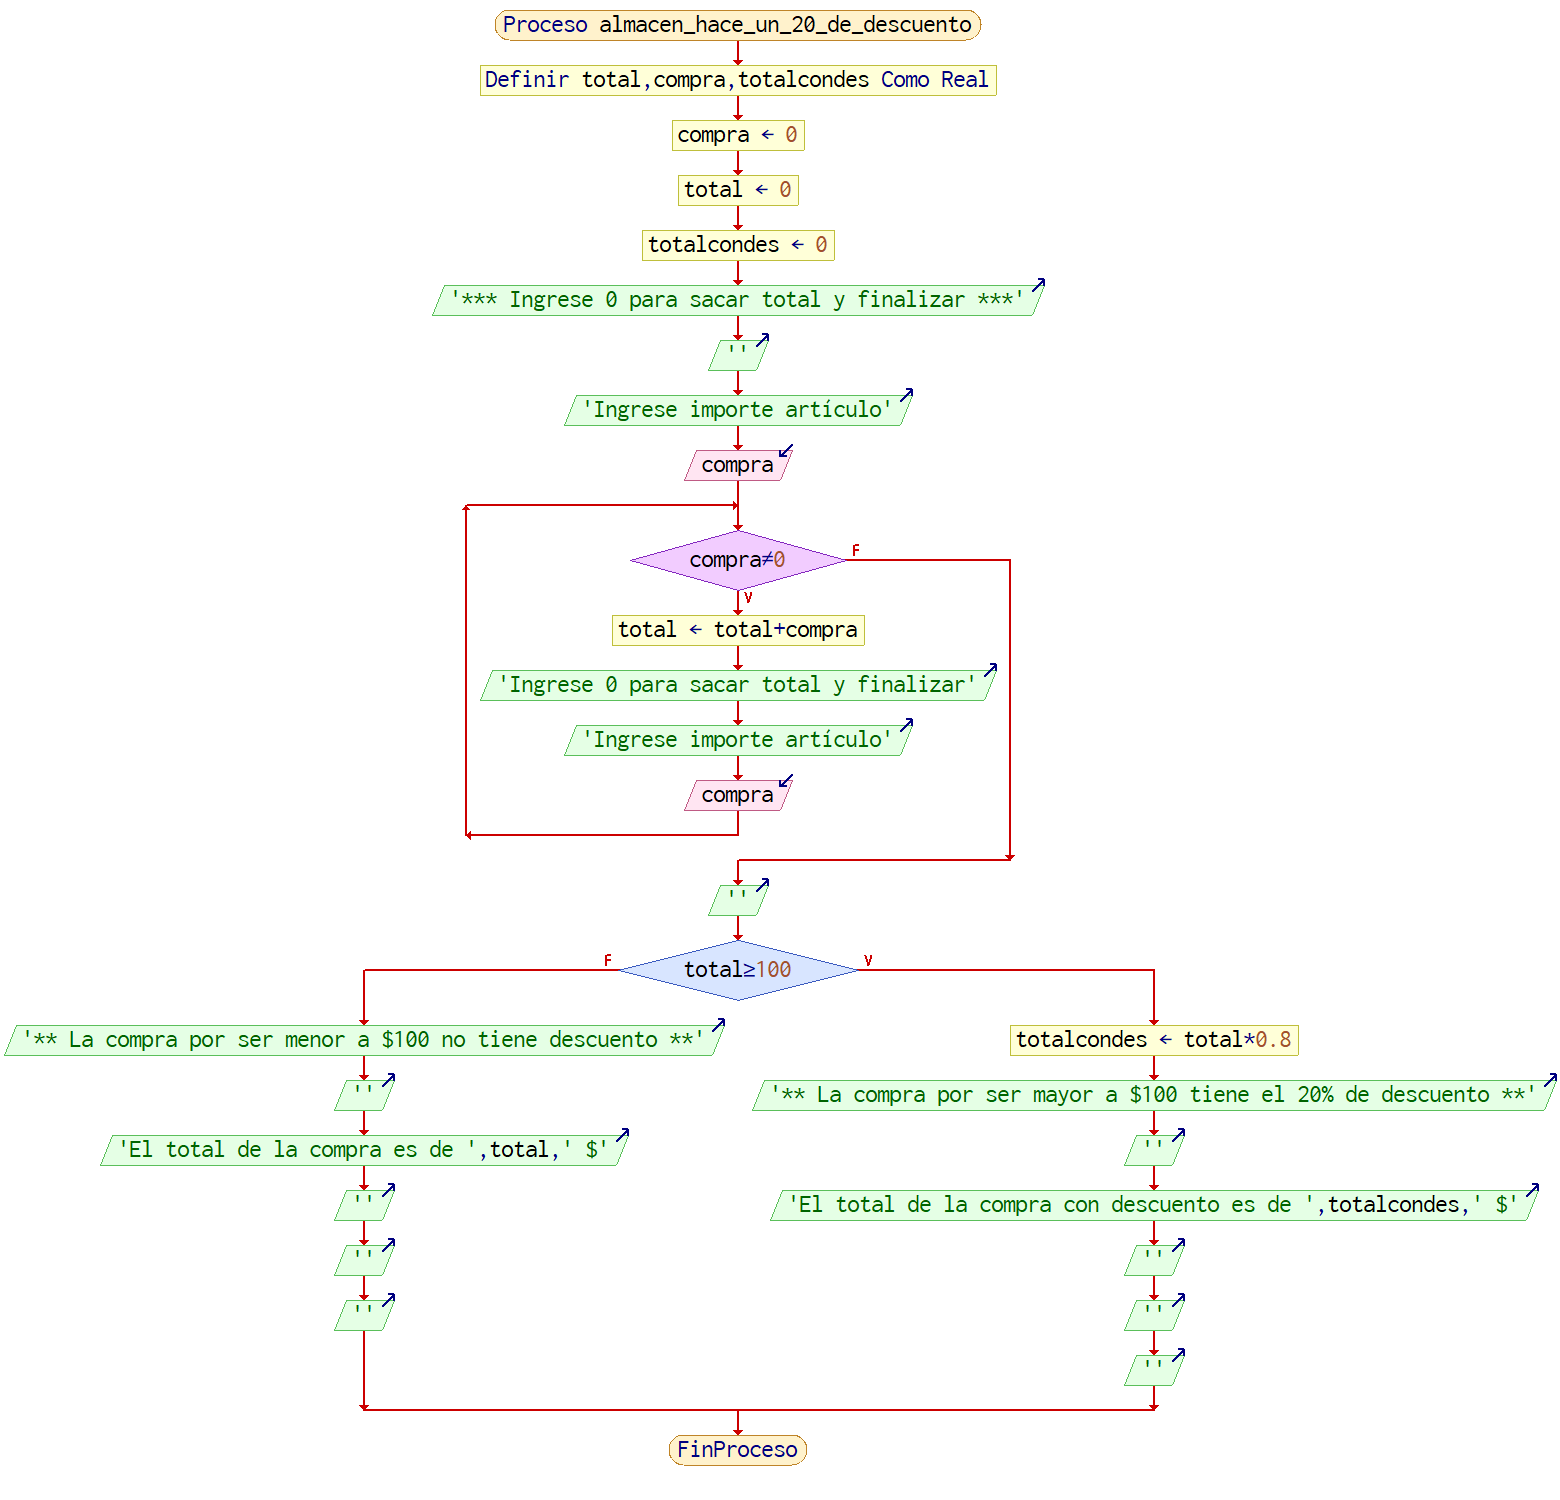 Proceso almacen_hace_un_20_de_descuento
Definir total,compra,totalcondes Como Real
compra ← 0
total ← 0
totalcondes ← 0
'*** Ingrese 0 para sacar total y finalizar ***'
''
'Ingrese importe artículo'
compra
compra≠0
F
V
total ← total+compra
'Ingrese 0 para sacar total y finalizar'
'Ingrese importe artículo'
compra
''
total≥100
F
V
'** La compra por ser menor a $100 no tiene descuento **'
''
'El total de la compra es de ',total,' $'
''
''
''
totalcondes ← total*0.8
'** La compra por ser mayor a $100 tiene el 20% de descuento **'
''
'El total de la compra con descuento es de ',totalcondes,' $'
''
''
''
FinProceso